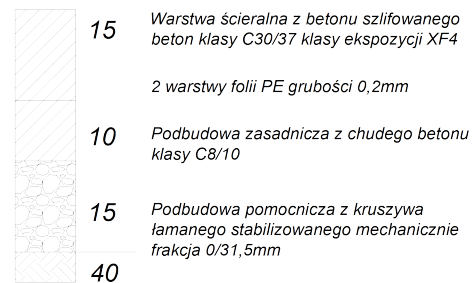 15 Warstwa ścieralna z betonu szlifowanego
beton klasy C30/37 klasy ekspozycji XF4
2 warstwy folii PE grubości 0,2mm
10 Podbudowa zasadnicza z chudego betonu
klasy C8/10
15 Podbudowa pomocnicza z kruszywa
łamanego stabilizowanego mechanicznie
frakcja 0/31,5mm
40